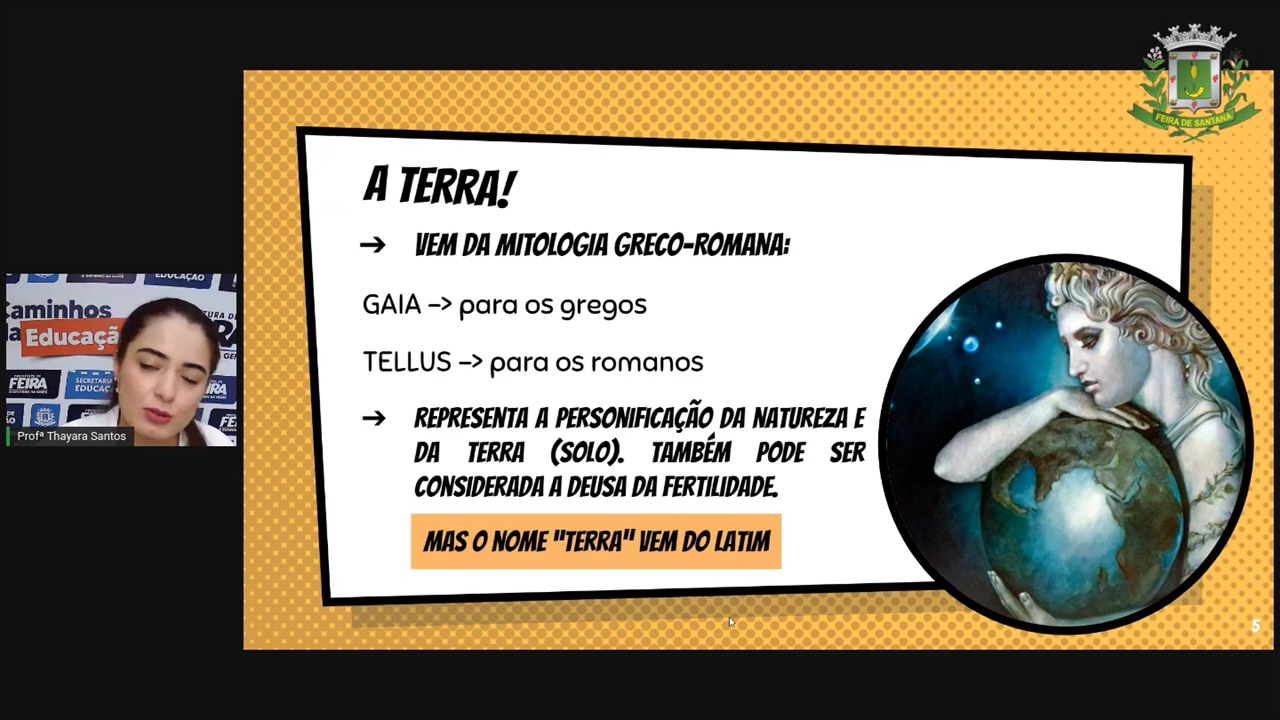 FEIRA DE SANTANA
A TERRA!
➔ VEM DA MITOLOGIA GRECO-ROMANA:
GAIA –> para os gregos
TELLUS –> para os romanos
➔ REPRESENTA A PERSONIFICAÇÃO DA NATUREZA E
DA TERRA (SOLO). TAMBÉM PODE SER
CONSIDERADA A DEUSA DA FERTILIDADE.
MAS O NOME "TERRA" VEM DO LATIM
5
EDUCAÇÃO
Caminhos
Educaçã
FEIRA
SECRETARIA
EDUCAÇ
Profª Thayara Santos